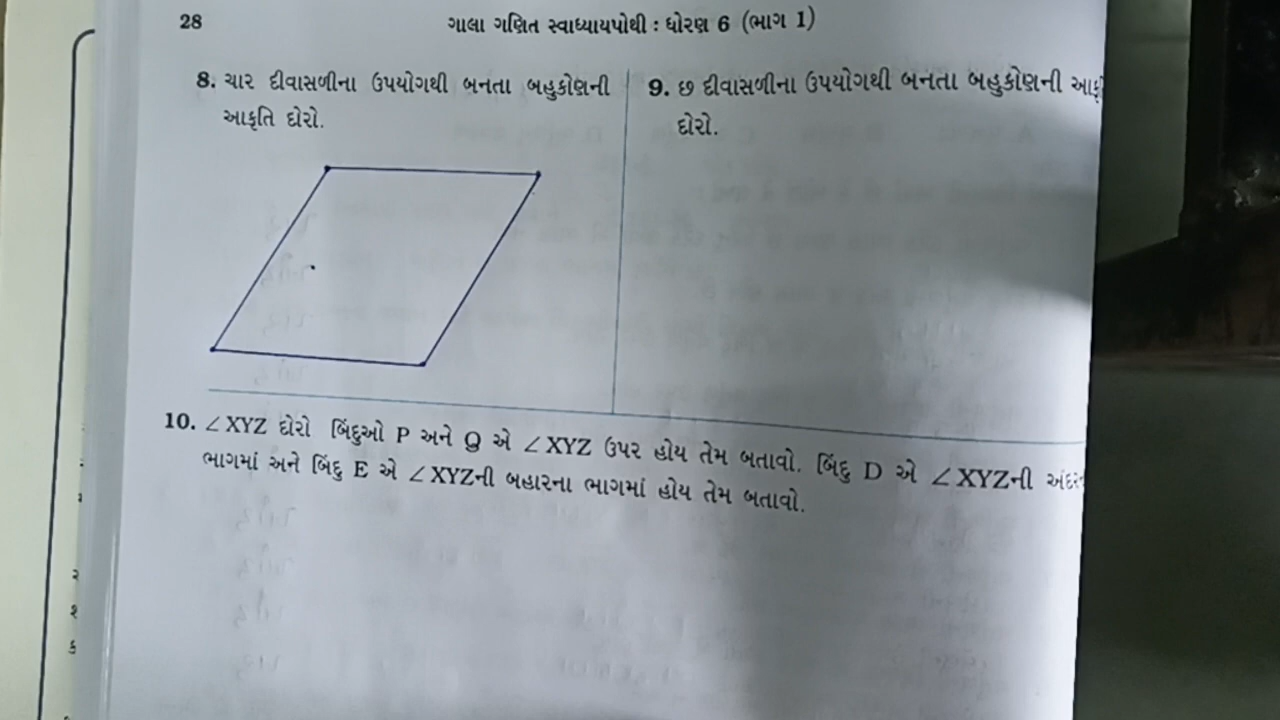 28
ગાલા ગણિત સ્વાધ્યાયપોથી : ધોરણ 6 (ભાગ 1)
8. ચાર દીવાસળીના ઉપયોગથી બનતા બહુકોણની
આકૃતિ દોરો.
9. છ દીવાસળીના ઉપયોગથી બનતા બહુકોણની
દોરો.
10. ∠XYZ દોરો બિંદુઓ P અને Q એ ∠XYZ ઉપર હોય તેમ બતાવો. બિંદુ D એ ∠XYZની
ભાગમાં અને બિંદુ E એ ∠XYZની બહારના ભાગમાં હોય તેમ બતાવો.